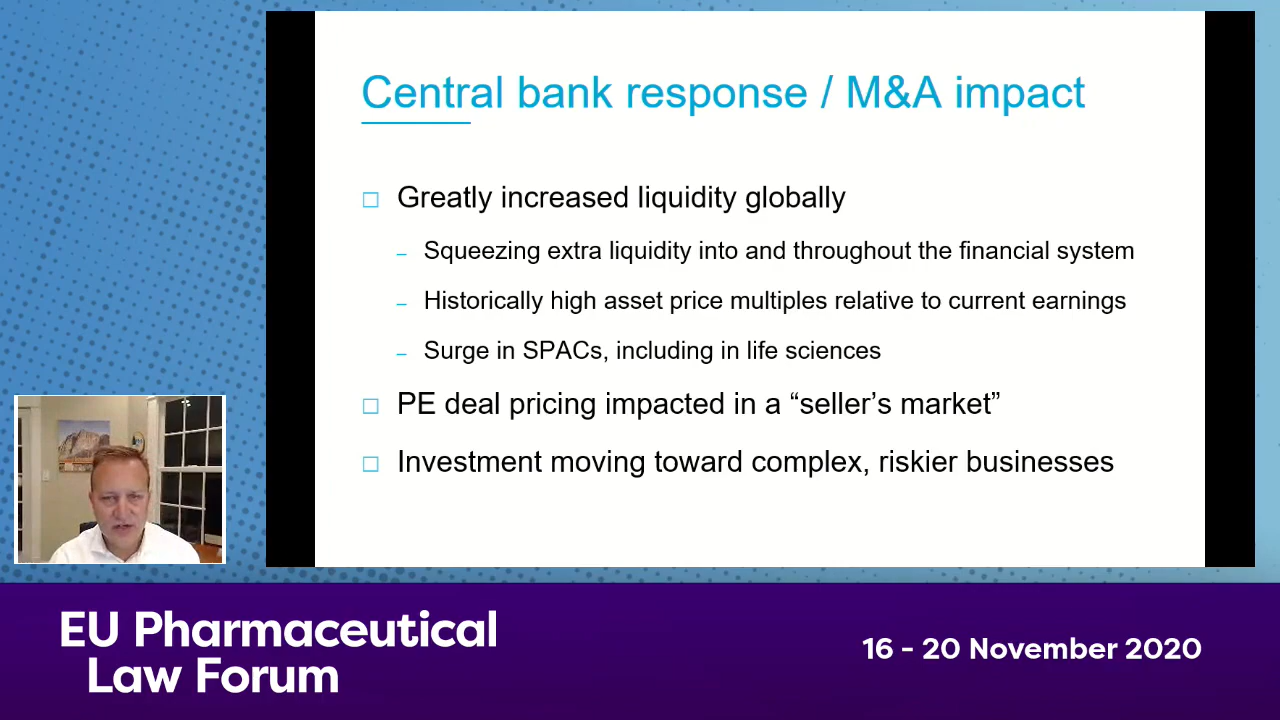 Central bank response / M&A impact
Greatly increased liquidity globally
– Squeezing extra liquidity into and throughout the financial system
– Historically high asset price multiples relative to current earnings
– Surge in SPACs, including in life sciences
PE deal pricing impacted in a “seller’s market”
Investment moving toward complex, riskier businesses
EU Pharmaceutical
Law Forum
16 - 20 November 2020